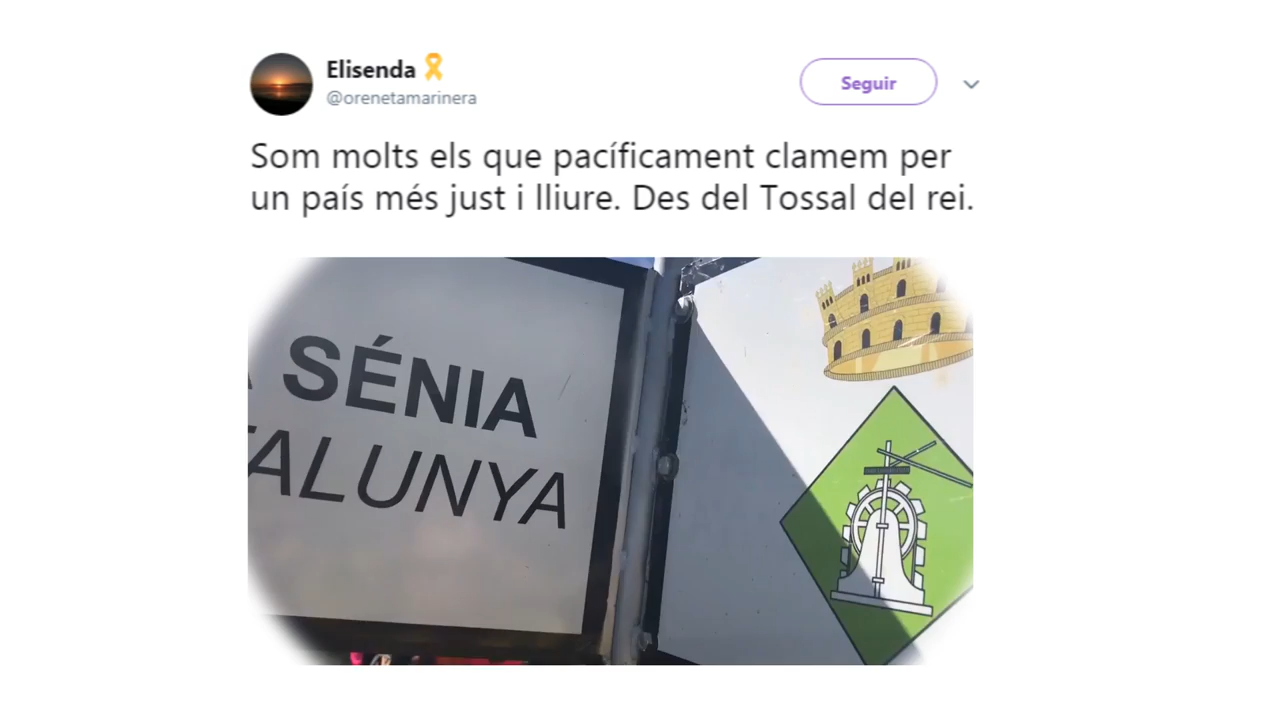 Elisenda🎗
@orenetamarinera
Seguir
Som molts els que pacíficament clamem per
un país més just i lliure. Des del Tossal del rei.
SÉNIA
TALUNYA